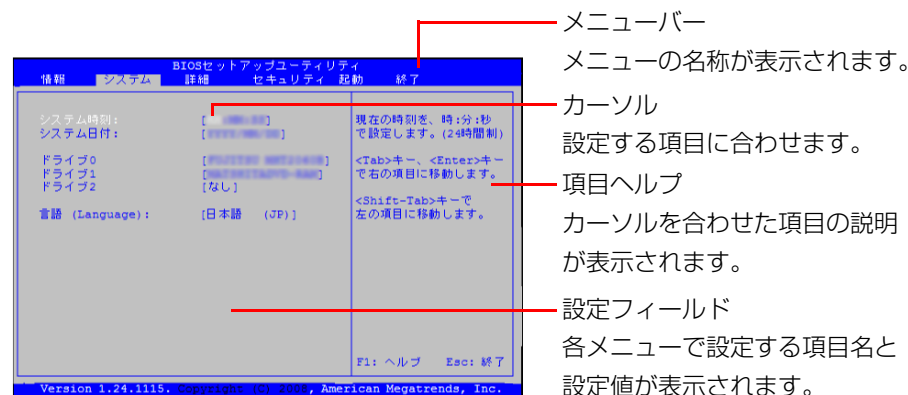 BIOSセットアップユーティリティ
情報 システム 詳細 セキュリティ 起動 終了
システム時刻:
システム日付:
ドライブ0
ドライブ1
ドライブ2 [なし]
言語 (Language): [日本語 (JP)]
現在の時刻を、時:分:秒
で設定します。(24時間制)
<Tab>キー、<Enter>キー
で右の項目に移動します。
<Shift-Tab>キーで
左の項目に移動します。
F1: ヘルプ Esc: 終了
Version 1.24.1115. Copyright (C) 2008, American Megatrends, Inc.
メニューバー
メニューの名称が表示されます。
カーソル
設定する項目に合わせます。
項目ヘルプ
カーソルを合わせた項目の説明
が表示されます。
設定フィールド
各メニューで設定する項目名と
設定値が表示されます。